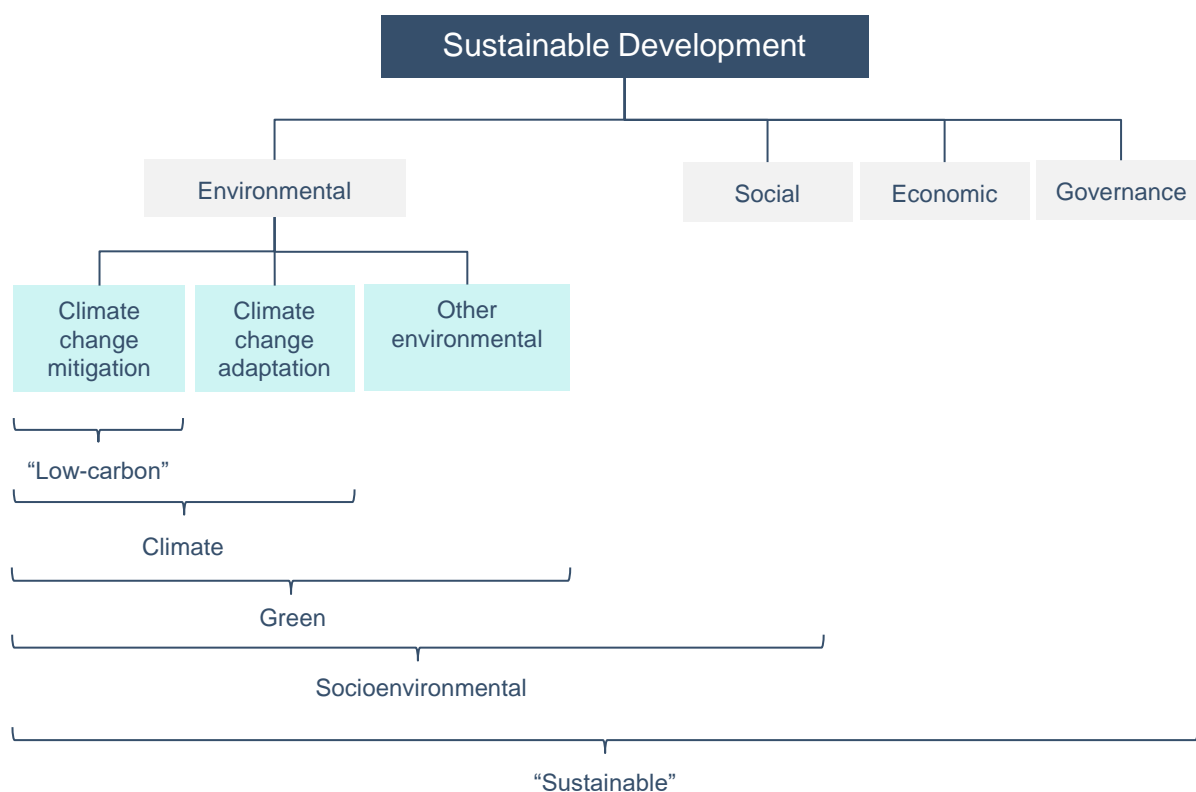 Sustainable Development
Environmental
Social
Economic
Governance
Climate
change
mitigation
Climate
change
adaptation
Other
environmental
“Low-carbon”
Climate
Green
Socioenvironmental
“Sustainable”